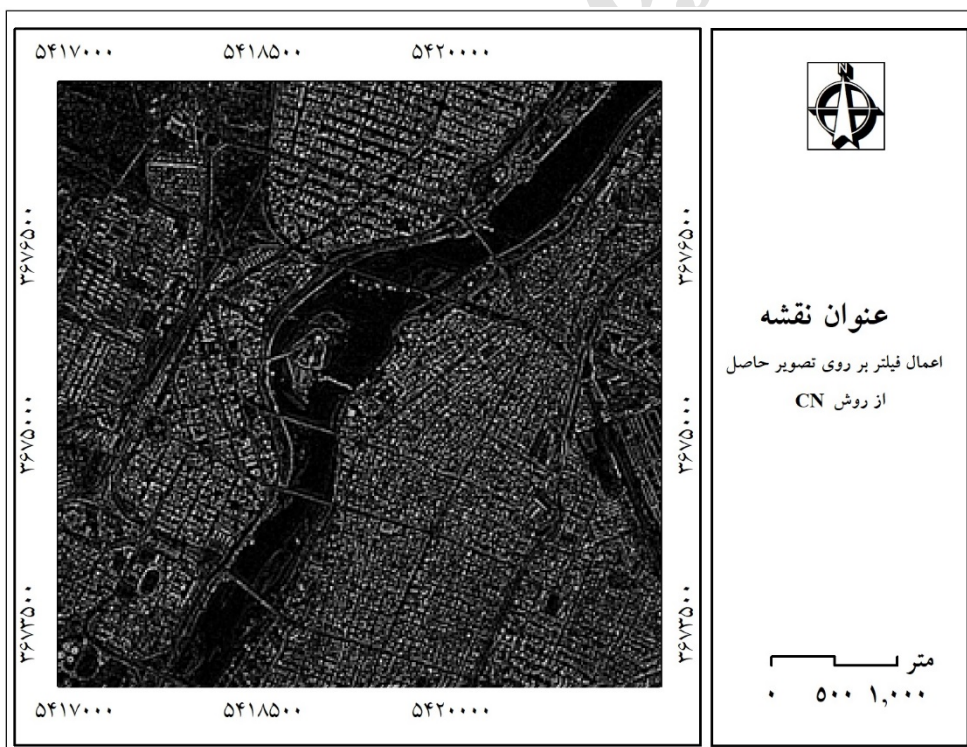 ۵۴۱۷۰۰۰ ۵۴۱۸۵۰۰ ۵۴۲۰۰۰۰
N
۳۶۷۶۵۰۰ ۳۶۷۶۵۰۰
عنوان نقشه
اعمال فیلتر بر روی تصویر حاصل
از روش CN
۳۶۷۵۰۰۰ ۳۶۷۵۰۰۰
۳۶۷۳۵۰۰ ۳۶۷۳۵۰۰
متر
۰ ۵۰۰ ۱,۰۰۰
۵۴۱۷۰۰۰ ۵۴۱۸۵۰۰ ۵۴۲۰۰۰۰